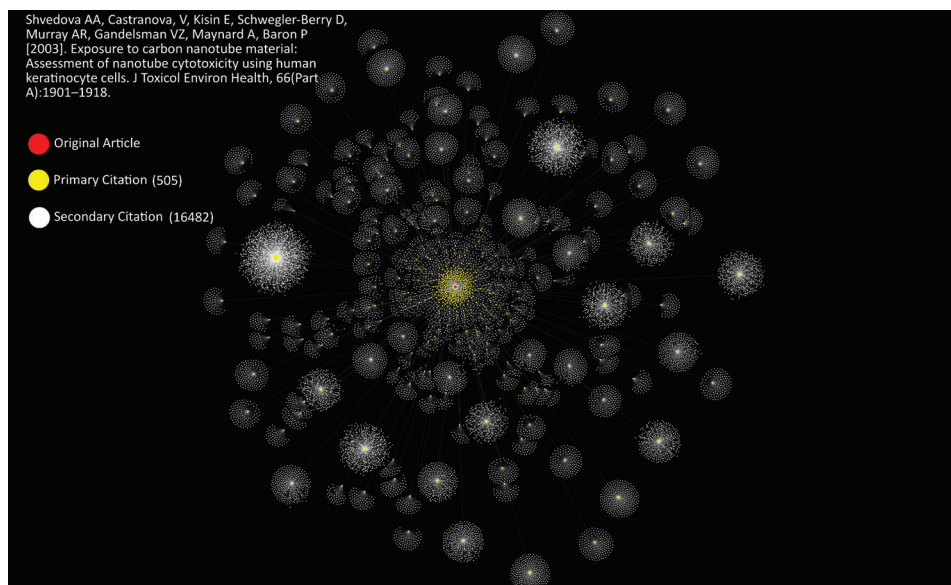 Shvedova AA, Castranova, V, Kisin E, Schwegler-Berry D,
Murray AR, Gandelsman VZ, Maynard A, Baron P
[2003]. Exposure to carbon nanotube material:
Assessment of nanotube cytotoxicity using human
keratinocyte cells. J Toxicol Environ Health, 66(Part
A):1901–1918.
Original Article
Primary Citation (505)
Secondary Citation (16482)